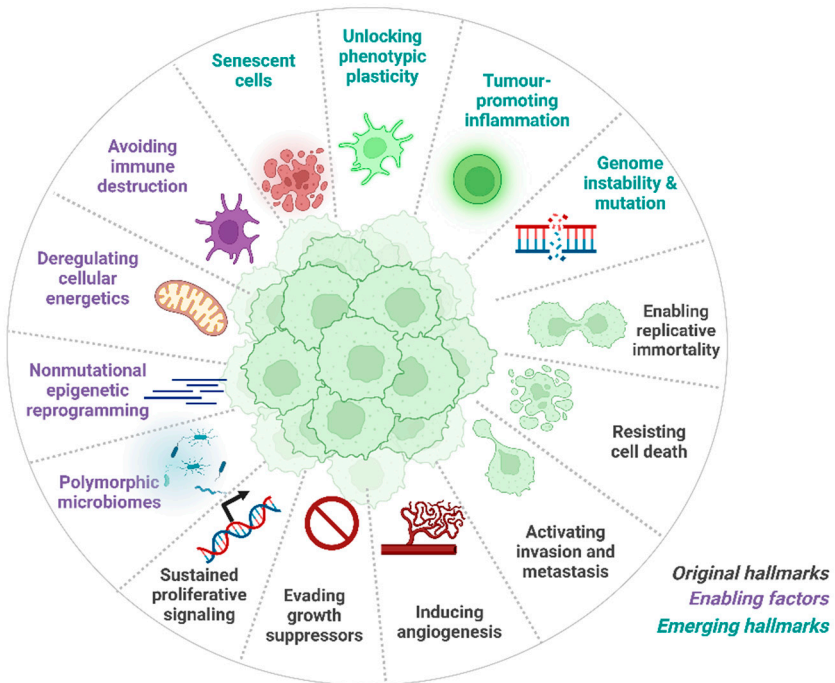 Unlocking
phenotypic
plasticity
Senescent
cells
Tumour-
promoting
inflammation
Avoiding
immune
destruction
Genome
instability &
mutation
Deregulating
cellular
energetics
Enabling
replicative
immortality
Nonmutational
epigenetic
reprogramming
Resisting
cell death
Polymorphic
microbiomes
Activating
invasion and
metastasis
Sustained
proliferative
signaling
Evading
growth
suppressors
Inducing
angiogenesis
Original hallmarks
Enabling factors
Emerging hallmarks